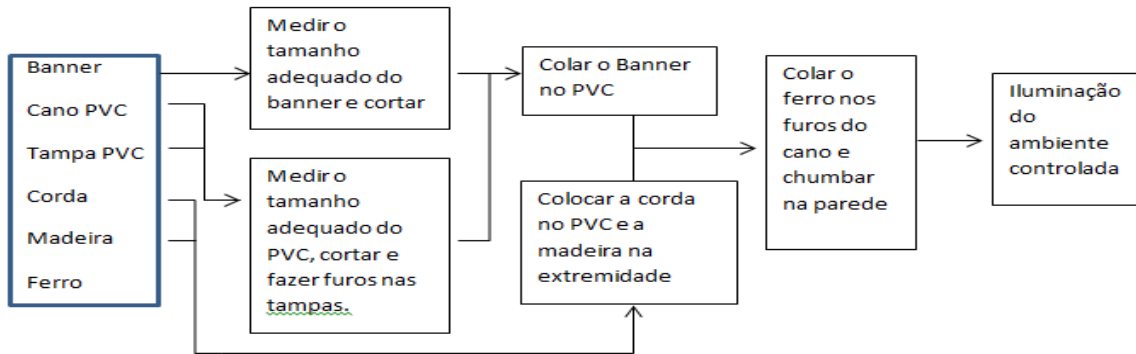 Banner
Cano PVC
Tampa PVC
Corda
Madeira
Ferro
Medir o
tamanho
adequado do
banner e cortar
Medir o
tamanho
adequado do
PVC, cortar e
fazer furos nas
tampas.
Colar o Banner
no PVC
Colocar a corda
no PVC e a
madeira na
extremidade
Colar o
ferro nos
furos do
cano e
chumbar
na parede
Iluminação
do
ambiente
controlada